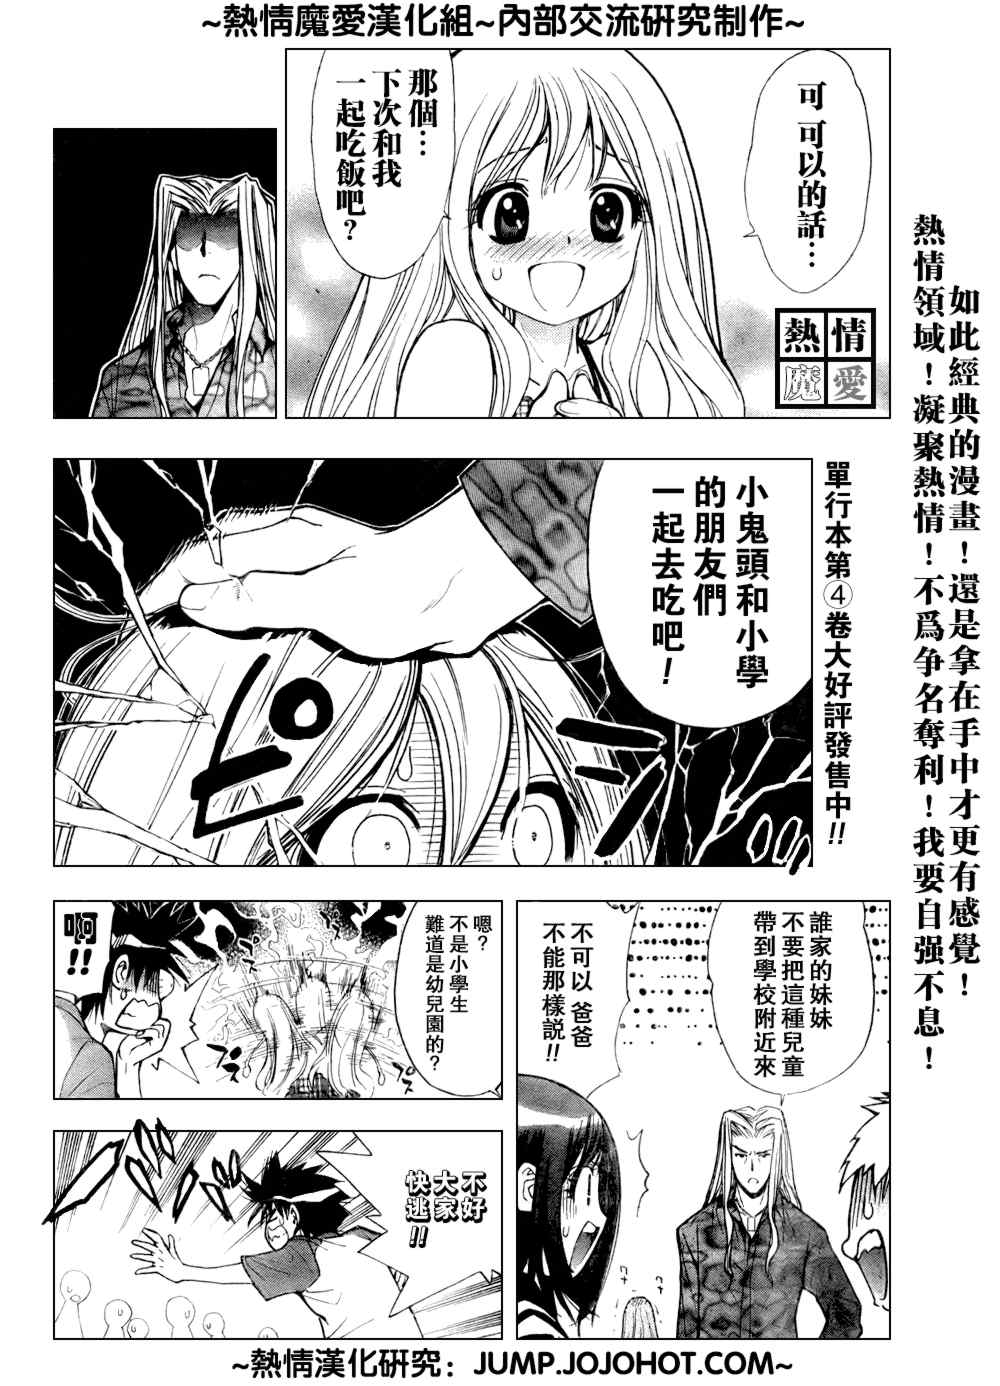 ~熱情魔愛漢化組~內部交流研究制作~
如此經典的漫畫！還是拿在手中才更有感覺！
熱情領域！凝聚熱情！不爲争名奪利！我要自强不息！
可 可以的話…
那個…
下次和我
一起吃飯吧？
熱情
魔愛
單行本第④卷大好評發售中!!
小鬼頭和小學
的朋友們
一起去吃吧！
ピ
誰家的妹妹
不要把這種兒童
帶到學校附近來
不可以 爸爸
不能那樣説!!
嗯？
不是小學生
難道是幼兒園的？
啊!!
不好
大家
快逃!!
~熱情漢化研究：JUMP.JOJOHOT.COM~